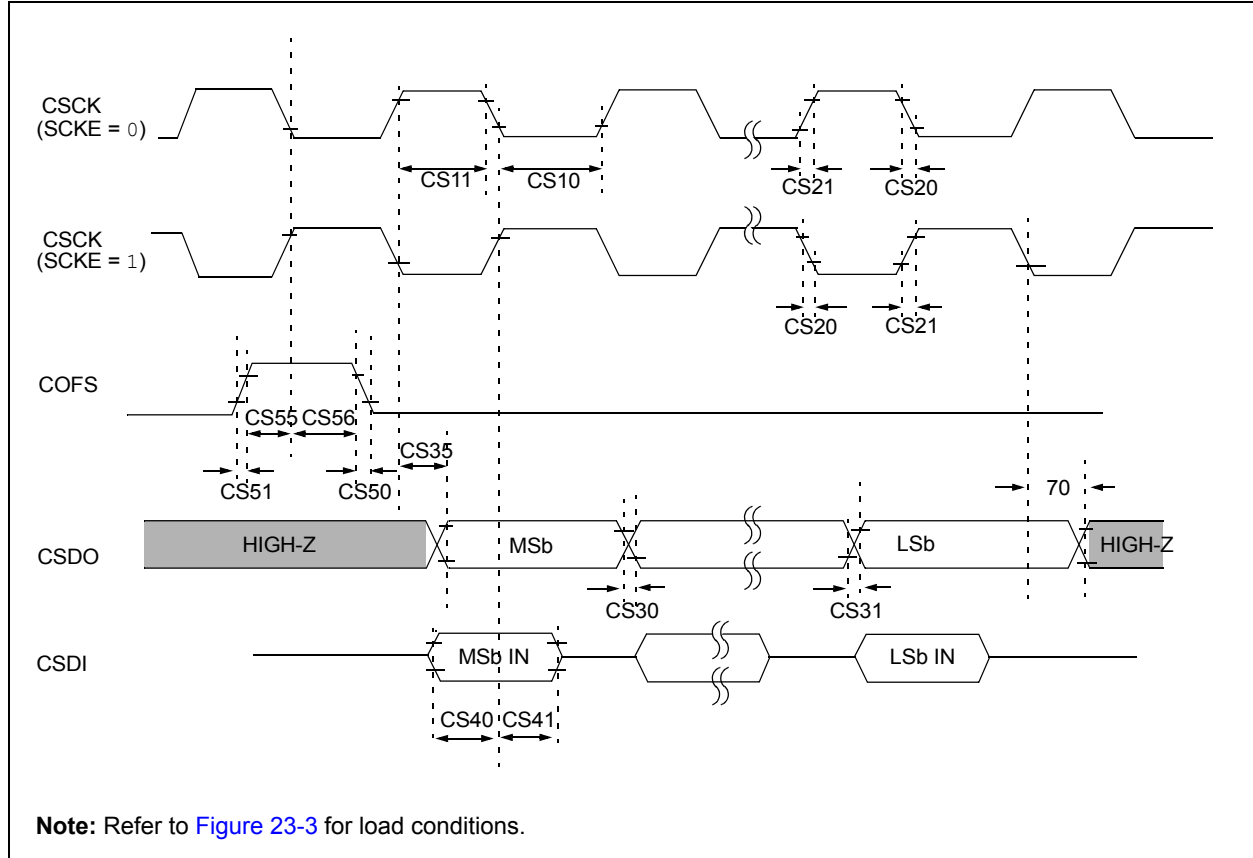 CSCK
(SCKE = 0)
CS11 CS10 CS21 CS20
CSCK
(SCKE = 1)
CS20 CS21
COFS
CS55 CS56
CS35
CS51 CS50 70
CSDO HIGH-Z MSb LSb HIGH-Z
CS30 CS31
CSDI MSb IN LSb IN
CS40 CS41
Note: Refer to Figure 23-3 for load conditions.